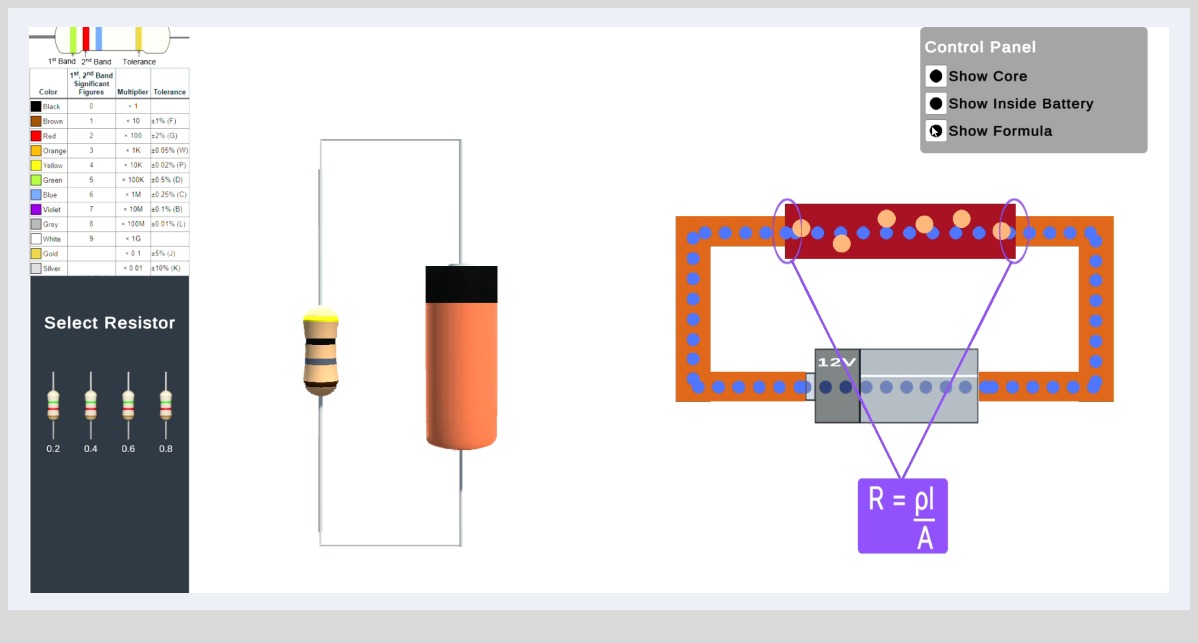 1st Band 2nd Band Tolerance
Color 1st, 2nd Band Significant Figures Multiplier Tolerance
Black 0 × 1
Brown 1 × 10 ±1% (F)
Red 2 × 100 ±2% (G)
Orange 3 × 1K ±0.05% (W)
Yellow 4 × 10K ±0.02% (P)
Green 5 × 100K ±0.5% (D)
Blue 6 × 1M ±0.25% (C)
Violet 7 × 10M ±0.1% (B)
Grey 8 × 100M ±0.01% (L)
White 9 × 1G
Gold × 0.1 ±5% (J)
Silver × 0.01 ±10% (K)
Select Resistor
0.2 0.4 0.6 0.8
Control Panel
Show Core
Show Inside Battery
Show Formula
12V
R = ρl
A